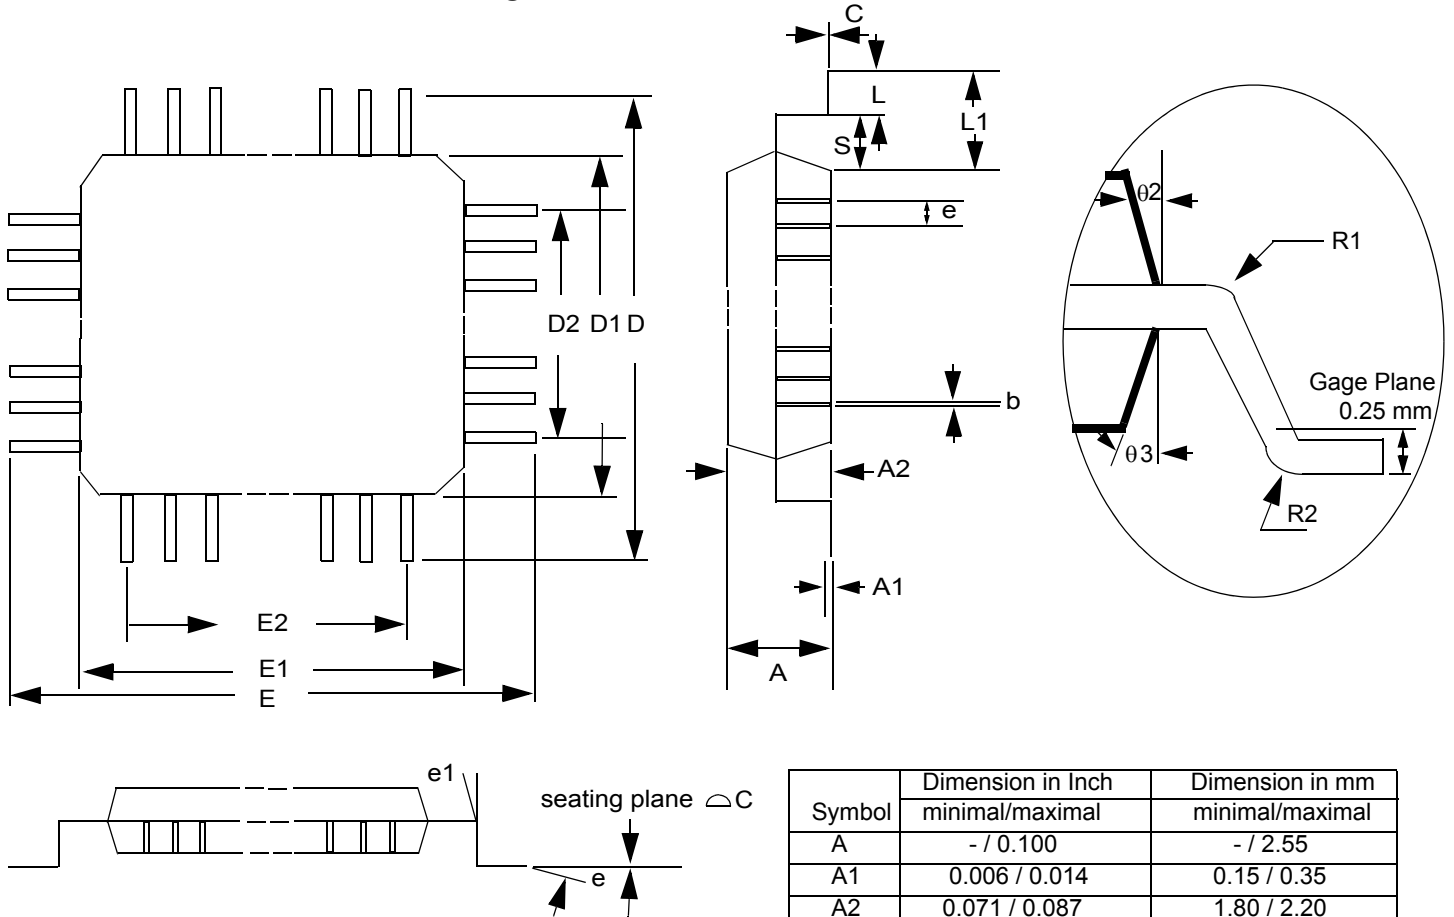 C
L
L1
S
e
θ2
R1
D2 D1 D
Gage Plane
0.25 mm
b
θ3
A2
R2
A1
E2
E1
A
E
e1
seating plane ⌓ C
e
Symbol
Dimension in Inch
Dimension in mm
minimal/maximal
minimal/maximal
A - / 0.100 - / 2.55
A1 0.006 / 0.014 0.15 / 0.35
A2 0.071 / 0.087 1.80 / 2.20